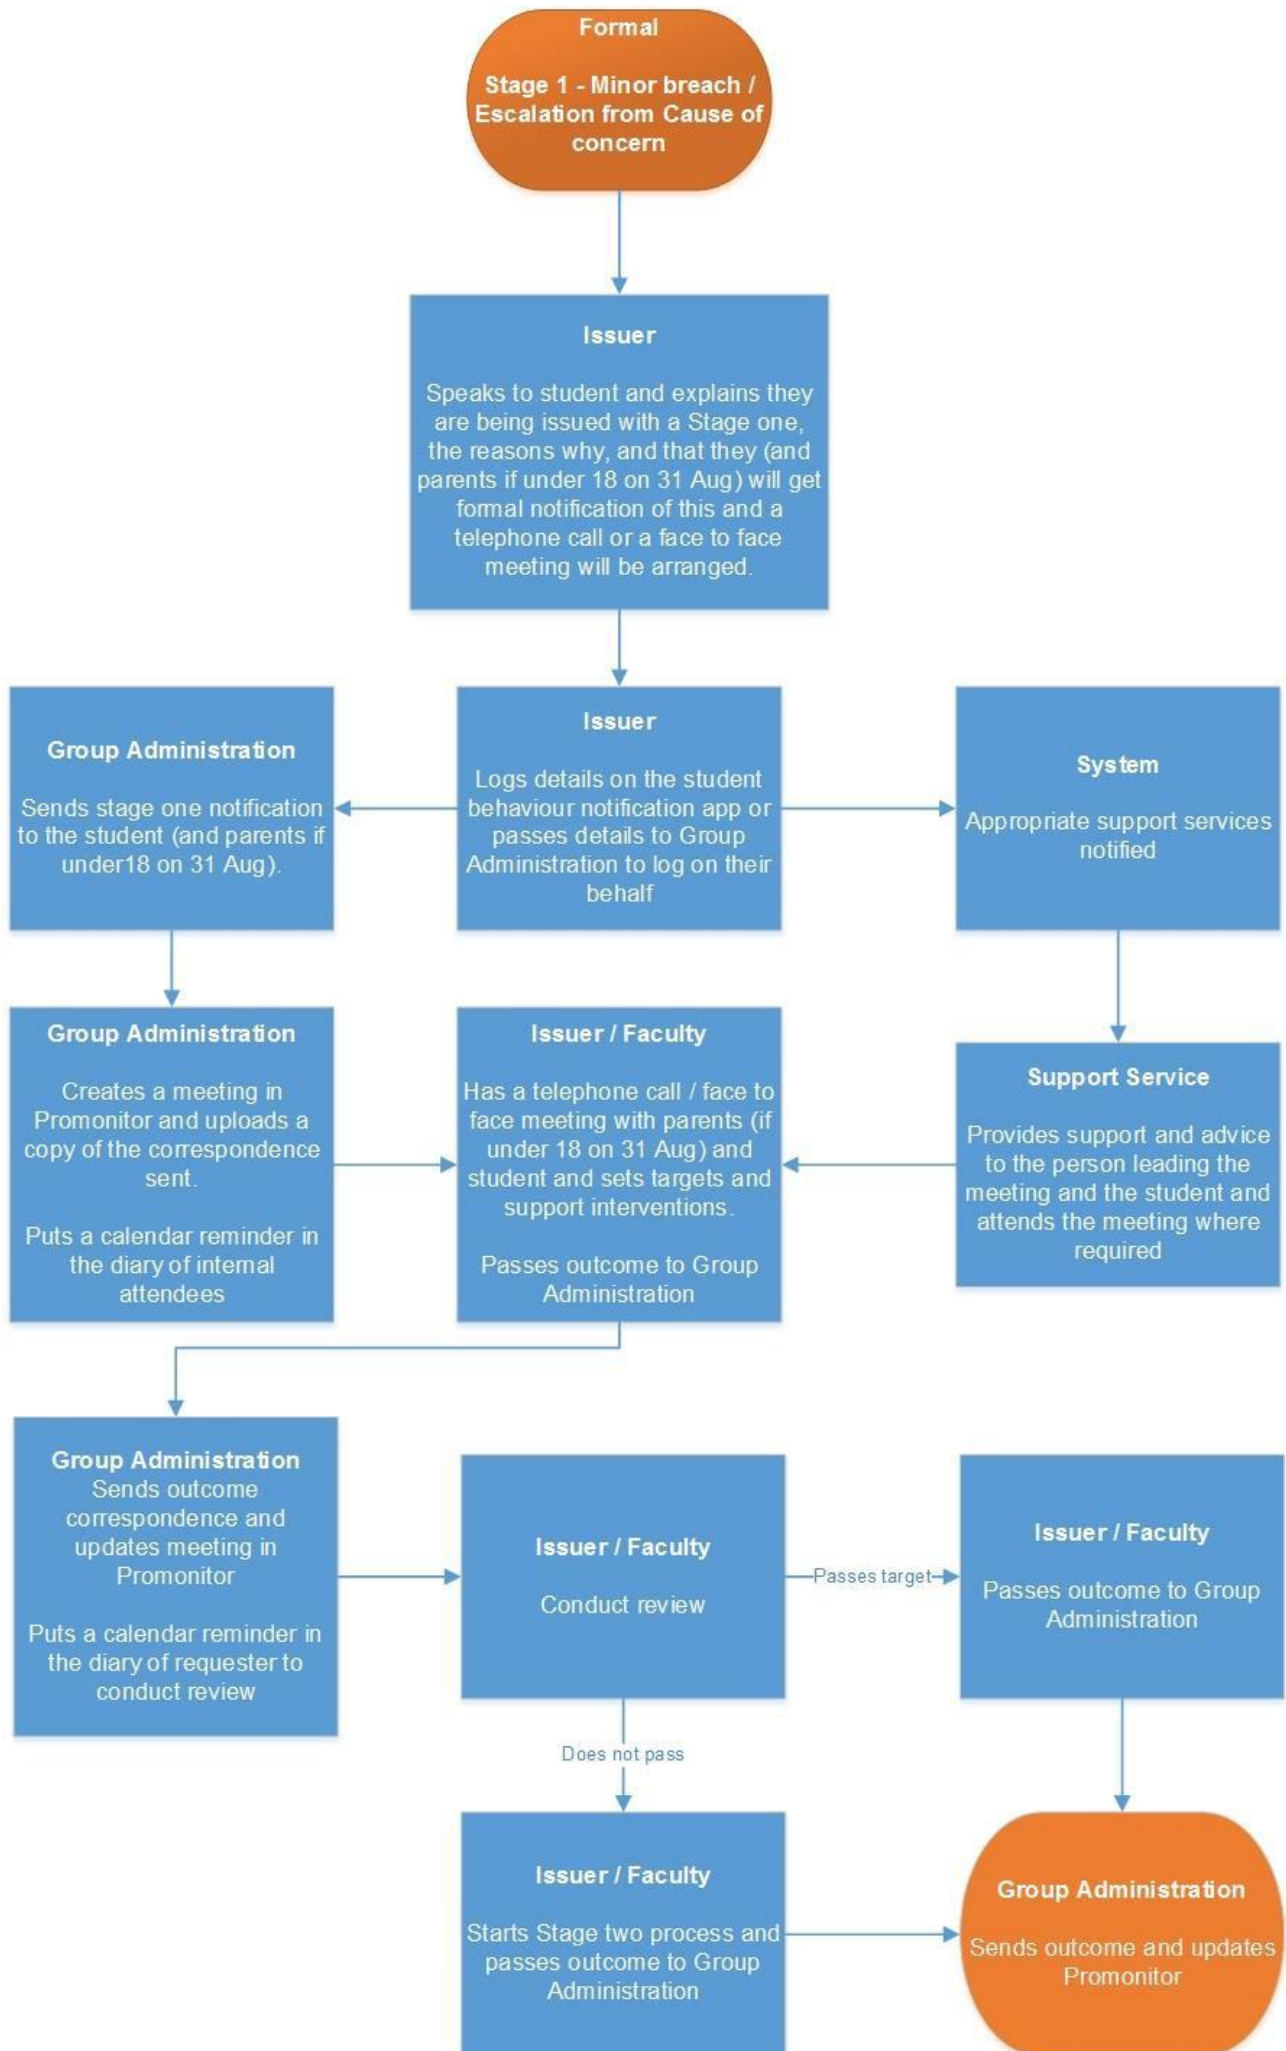 Formal
Stage 1 - Minor breach /
Escalation from Cause of
concern
Issuer
Speaks to student and explains they
are being issued with a Stage one,
the reasons why, and that they (and
parents if under 18 on 31 Aug) will get
formal notification of this and a
telephone call or a face to face
meeting will be arranged.
Group Administration
Sends stage one notification
to the student (and parents if
under18 on 31 Aug).
Issuer
Logs details on the student
behaviour notification app or
passes details to Group
Administration to log on their
behalf
System
Appropriate support services
notified
Group Administration
Creates a meeting in
Promonitor and uploads a
copy of the correspondence
sent.
Puts a calendar reminder in
the diary of internal
attendees
Issuer / Faculty
Has a telephone call / face to
face meeting with parents (if
under 18 on 31 Aug) and
student and sets targets and
support interventions.
Passes outcome to Group
Administration
Support Service
Provides support and advice
to the person leading the
meeting and the student and
attends the meeting where
required
Group Administration
Sends outcome
correspondence and
updates meeting in
Promonitor
Puts a calendar reminder in
the diary of requester to
conduct review
Issuer / Faculty
Conduct review
Passes target
Issuer / Faculty
Passes outcome to Group
Administration
Does not pass
Issuer / Faculty
Starts Stage two process and
passes outcome to Group
Administration
Group Administration
Sends outcome and updates
Promonitor